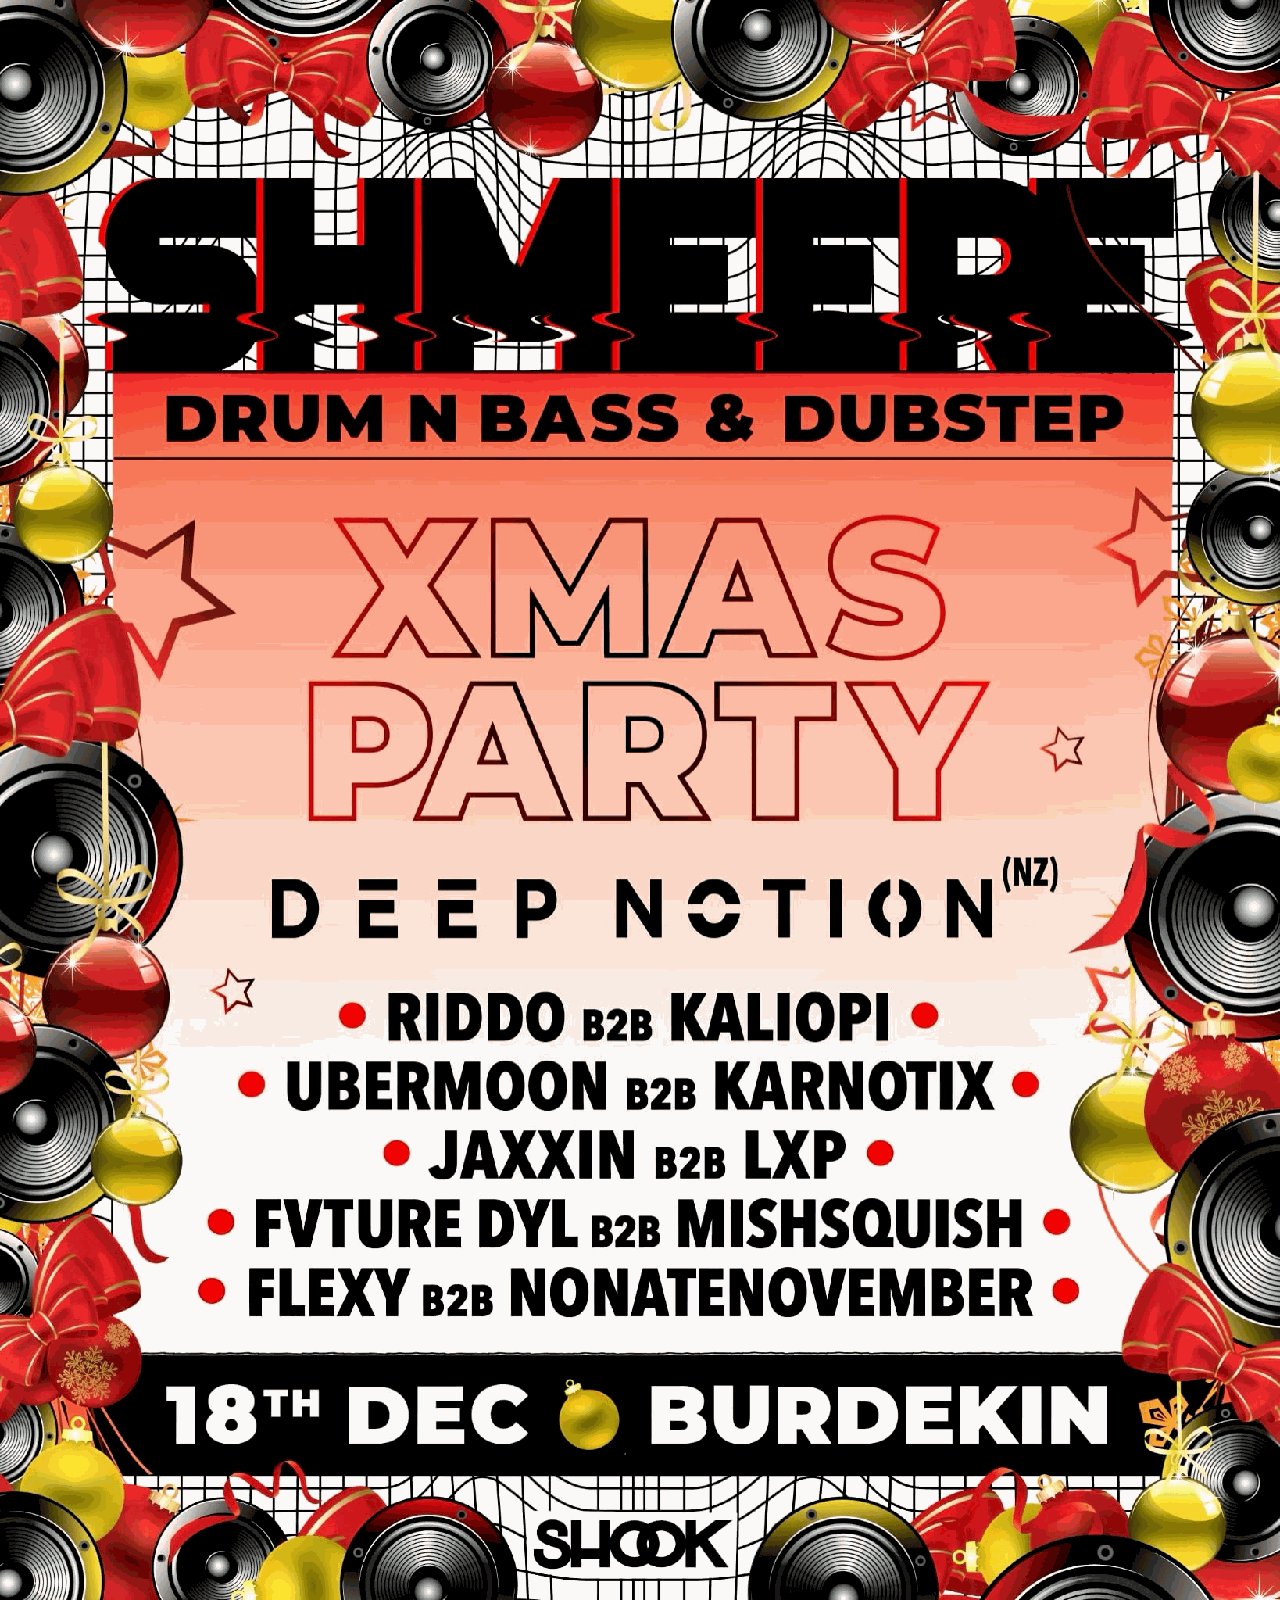 SHMEERE
DRUM N BASS & DUBSTEP
XMAS
PARTY
DEEP NOTION (NZ)
• RIDDO B2B KALIOPI •
• UBERMOON B2B KARNOTIX •
• JAXXIN B2B LXP •
• FVTURE DYL B2B MISHSQUISH •
• FLEXY B2B NONATENOVEMBER •
18TH DEC BURDEKIN
SHOOK